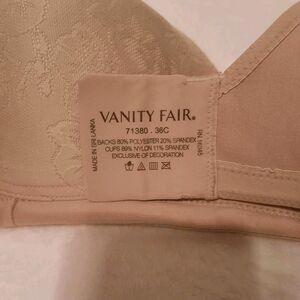 VANITY FAIR®
71380 . 36C
BACKS 80% POLYESTER 20% SPANDEX
CUPS 89% NYLON 11% SPANDEX
EXCLUSIVE OF DECORATION
MADE IN SRI LANKA
RN